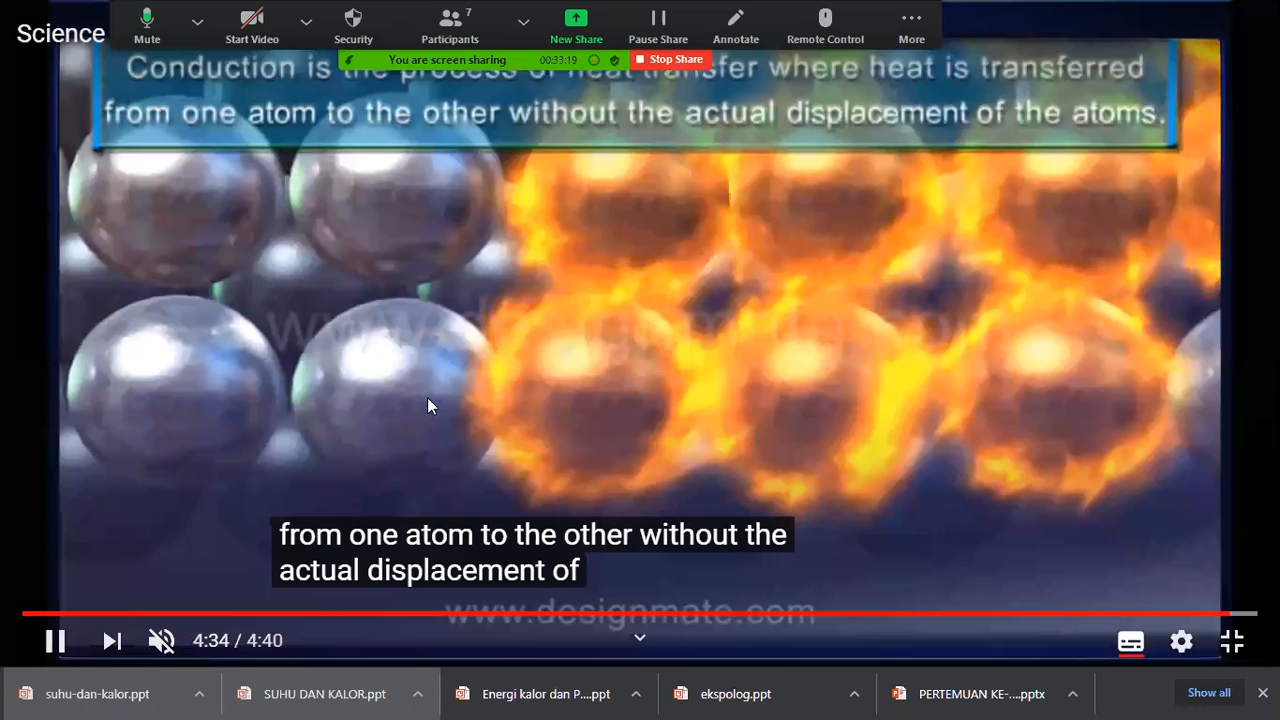 Science
Mute
Start Video
Security
Participants
7
New Share
Pause Share
Annotate
Remote Control
More
You are screen sharing
00:33:19
Stop Share
Conduction is the process of heat transfer where heat is transferred
from one atom to the other without the actual displacement of the atoms.
www.designmate.com
from one atom to the other without the
actual displacement of
www.designmate.com
4:34 / 4:40
suhu-dan-kalor.ppt
SUHU DAN KALOR.ppt
Energi kalor dan P....ppt
ekspolog.ppt
PERTEMUAN KE-....pptx
Show all